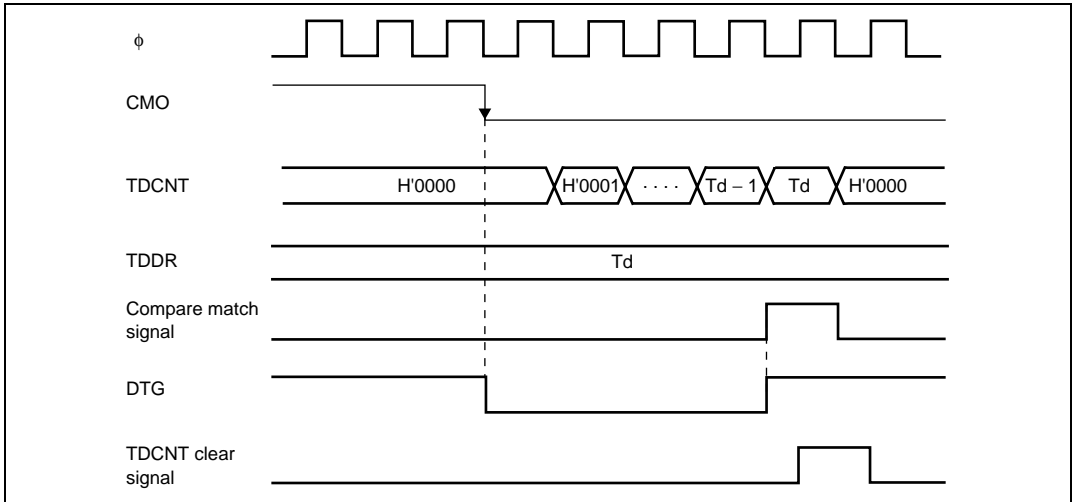 ϕ
CMO
TDCNT H'0000 H'0001 · · · · Td − 1 Td H'0000
TDDR Td
Compare match
signal
DTG
TDCNT clear
signal